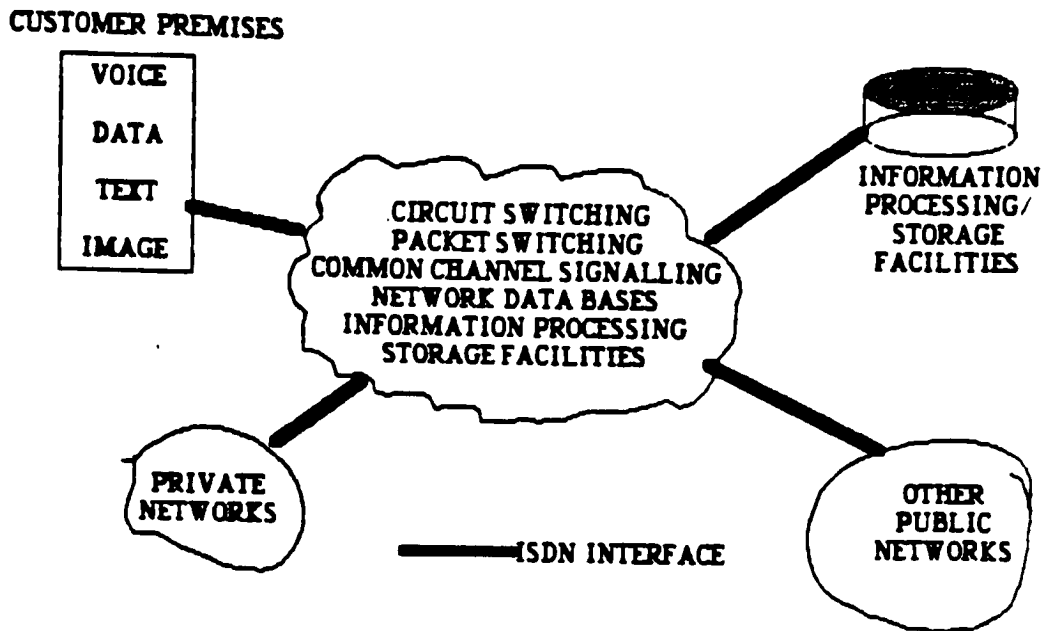 CUSTOMER PREMISES
VOICE
DATA
TEXT
IMAGE
CIRCUIT SWITCHING
PACKET SWITCHING
COMMON CHANNEL SIGNALLING
NETWORK DATA BASES
INFORMATION PROCESSING
STORAGE FACILITIES
INFORMATION
PROCESSING/
STORAGE
FACILITIES
PRIVATE
NETWORKS
OTHER
PUBLIC
NETWORKS
ISDN INTERFACE